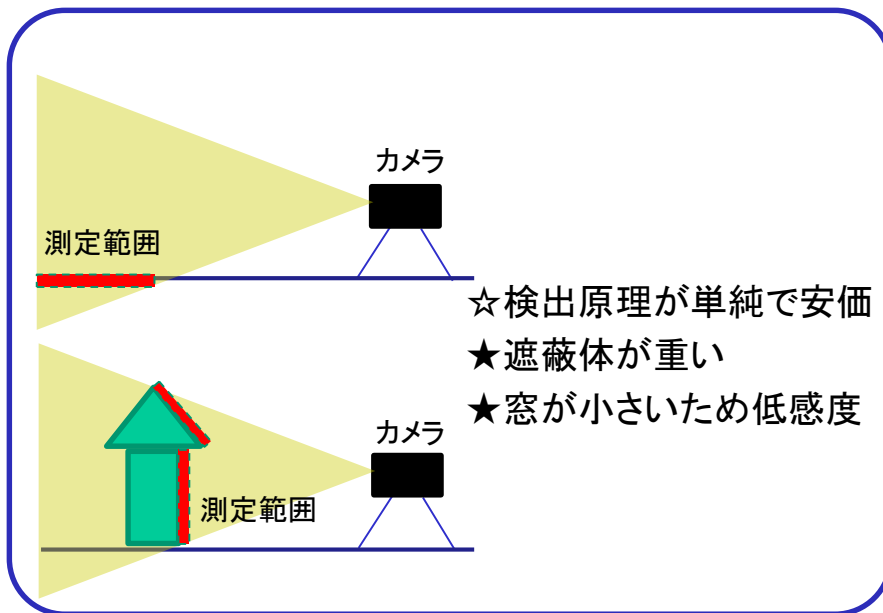 カメラ
測定範囲
☆検出原理が単純で安価
★遮蔽体が重い
★窓が小さいため低感度
カメラ
測定範囲